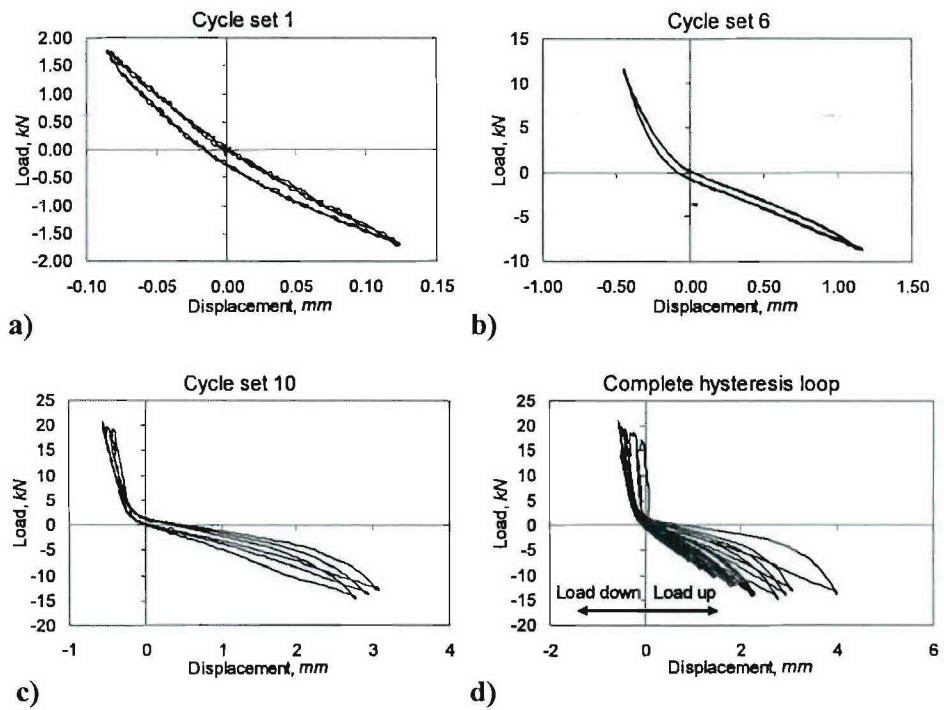 Cycle set 1
2.00
1.50
1.00
0.50
0.00
-0.50
-1.00
-1.50
-2.00
Load, kN
-0.10 -0.05 0.00 0.05 0.10 0.15
Displacement, mm
a)
Cycle set 6
15
10
5
0
-5
-10
Load, kN
-1.00 -0.50 0.00 0.50 1.00 1.50
Displacement, mm
b)
Cycle set 10
25
20
15
10
5
0
-5
-10
-15
-20
Load, kN
-1 0 1 2 3 4
Displacement, mm
c)
Complete hysteresis loop
25
20
15
10
5
0
-5
-10
-15
-20
Load, kN
Load down Load up
-2 0 2 4 6
Displacement, mm
d)